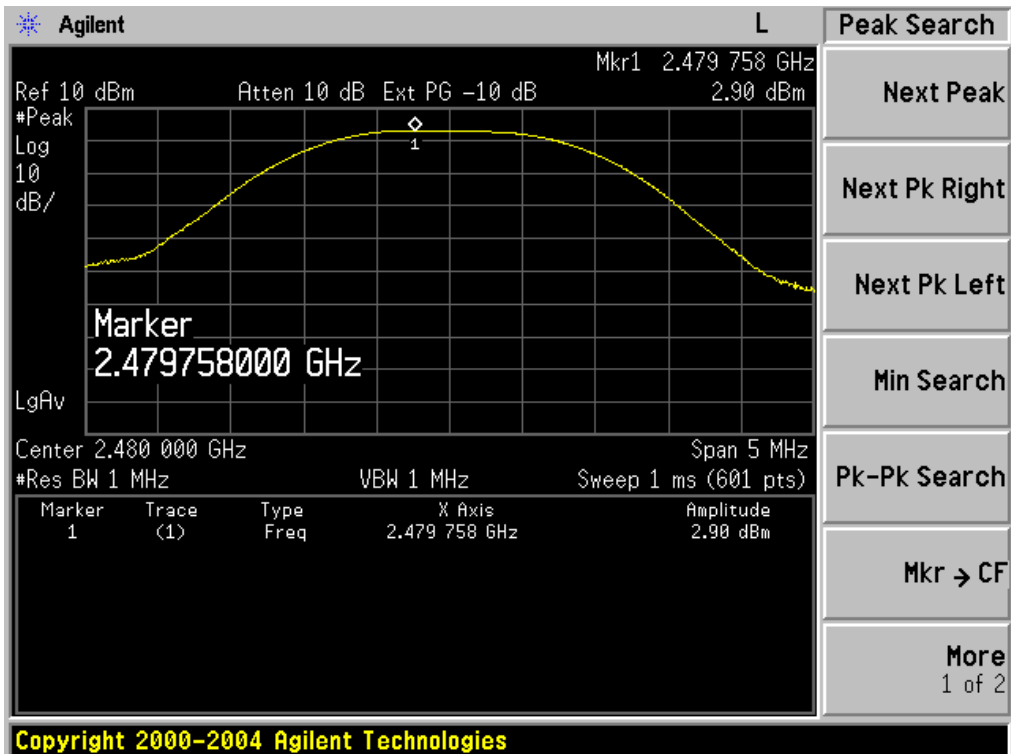 Agilent L Peak Search
Mkr1 2.479 758 GHz
Ref 10 dBm Atten 10 dB Ext PG -10 dB 2.90 dBm
#Peak
Log
10
dB/
1
Marker
2.479758000 GHz
LgAv
Center 2.480 000 GHz Span 5 MHz
#Res BW 1 MHz VBW 1 MHz Sweep 1 ms (601 pts)
Marker Trace Type X Axis Amplitude
1 (1) Freq 2.479 758 GHz 2.90 dBm
Next Peak
Next Pk Right
Next Pk Left
Min Search
Pk-Pk Search
Mkr → CF
More
1 of 2
Copyright 2000-2004 Agilent Technologies